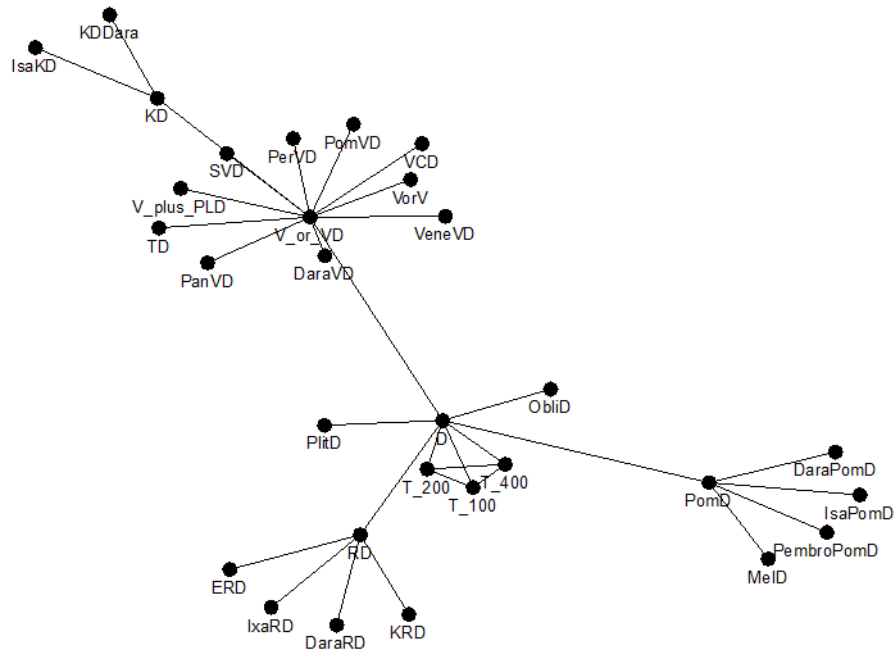 KDDara
IsaKD
KD
SVD
PerVD
PomVD
VCD
VorV
V_plus_PLD
V_or_VD
VeneVD
TD
PanVD
DaraVD
ObliD
PlitD
D
T_200
T_400
T_100
DaraPomD
PomD
IsaPomD
PembroPomD
MelD
RD
ERD
IxaRD
DaraRD
KRD